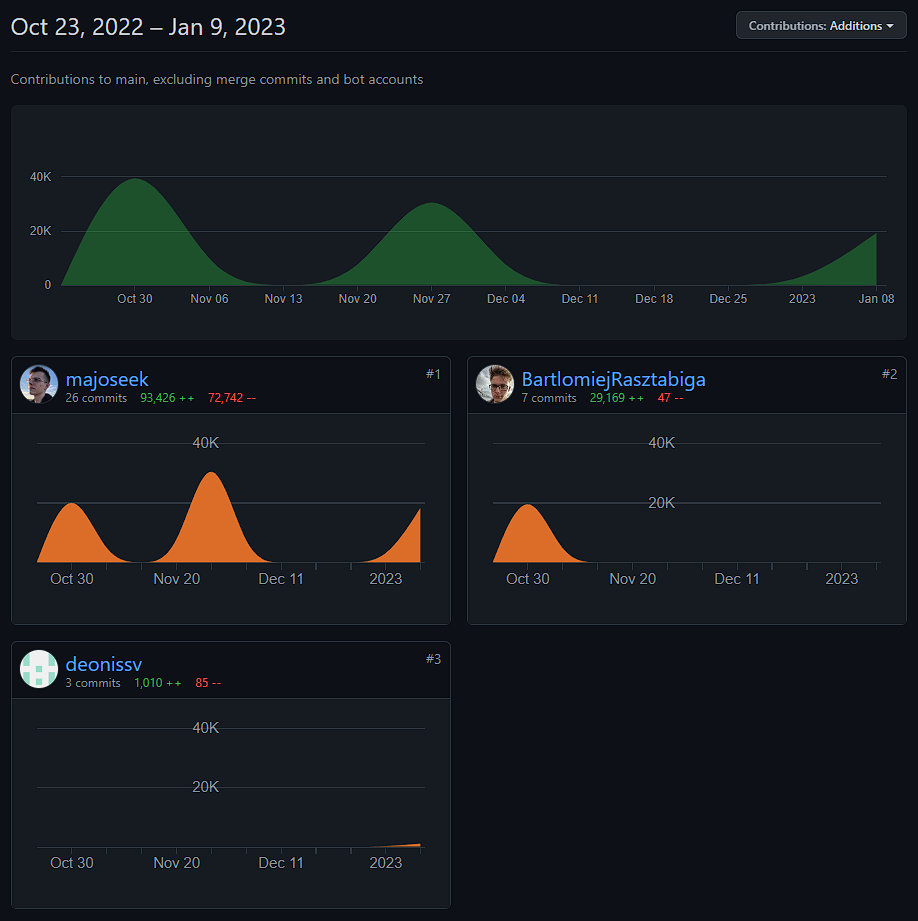 Oct 23, 2022 – Jan 9, 2023
Contributions: Additions
Contributions to main, excluding merge commits and bot accounts
40K
20K
0
Oct 30 Nov 06 Nov 13 Nov 20 Nov 27 Dec 04 Dec 11 Dec 18 Dec 25 2023 Jan 08
majoseek #1
26 commits 93,426 ++ 72,742 --
40K
Oct 30 Nov 20 Dec 11 2023
BartlomiejRasztabiga #2
7 commits 29,169 ++ 47 --
40K
20K
Oct 30 Nov 20 Dec 11 2023
deonissv #3
3 commits 1,010 ++ 85 --
40K
20K
Oct 30 Nov 20 Dec 11 2023